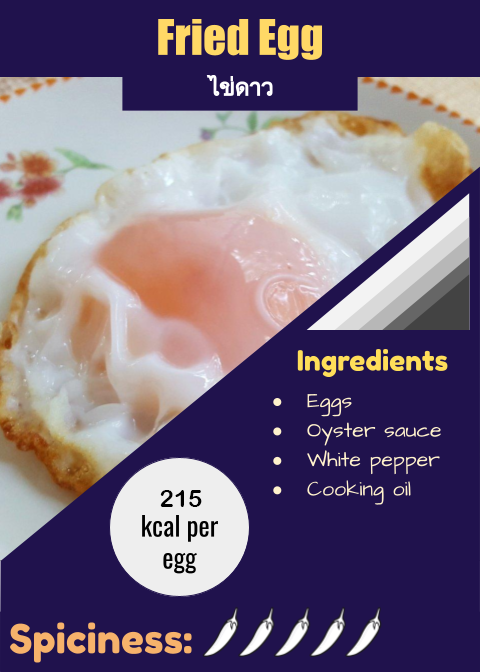 Fried Egg
ไข่ดาว
Ingredients
Eggs
Oyster sauce
White pepper
Cooking oil
215
kcal per
egg
Spiciness: